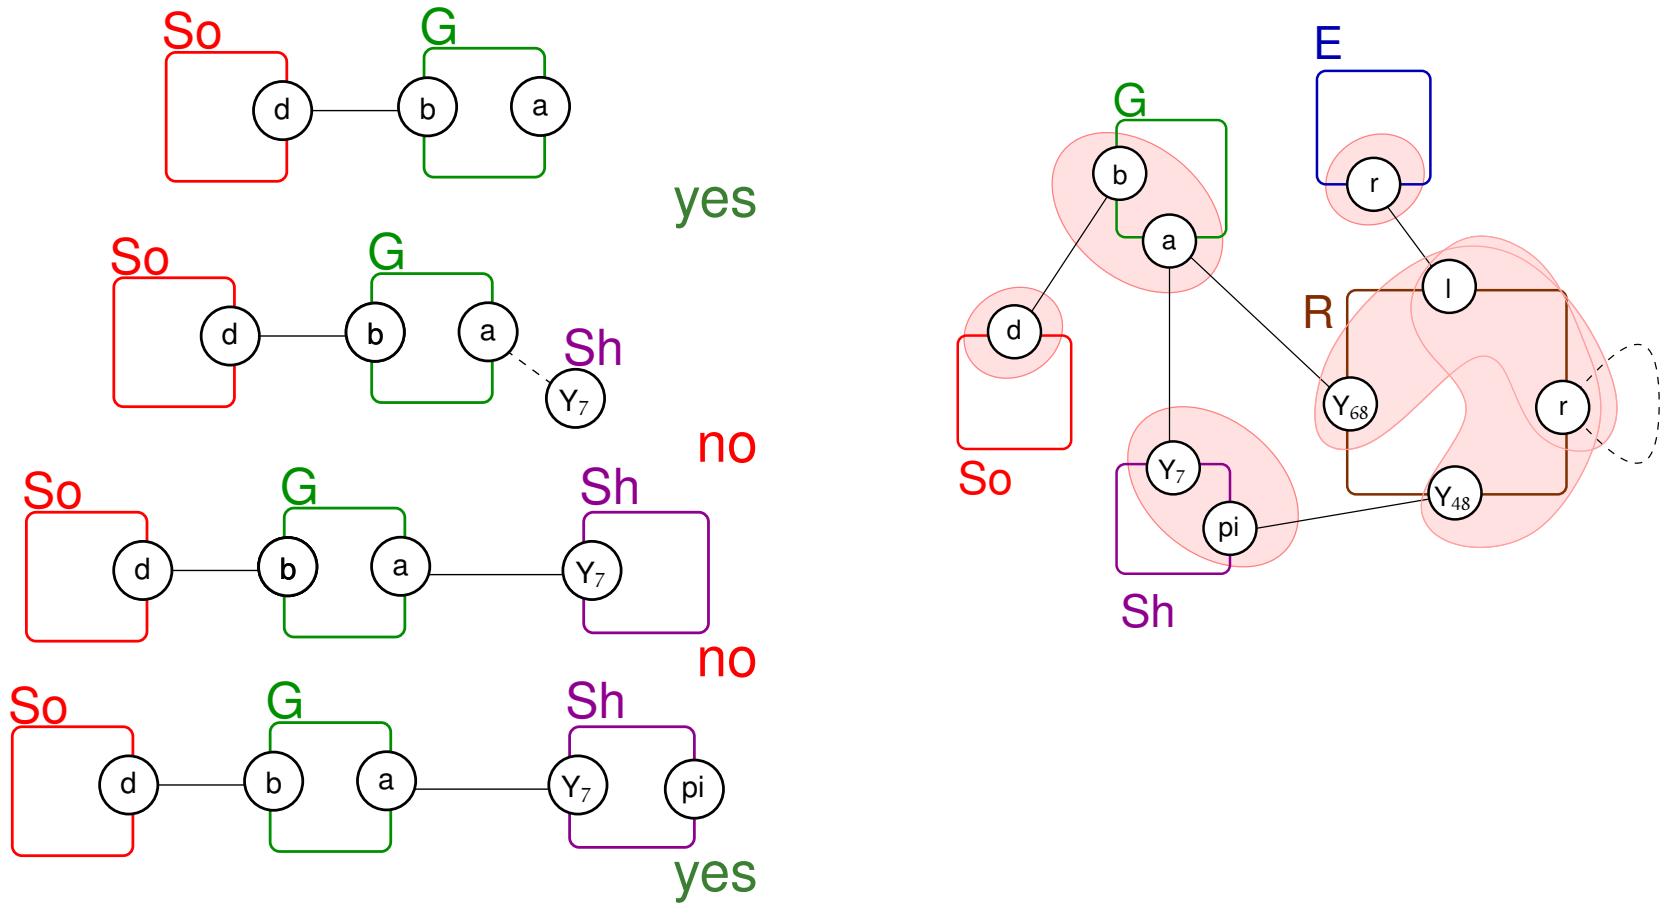 So
G
d
b
a
yes
So
G
d
b
a
Sh
Y₇
no
So
G
Sh
d
b
a
Y₇
no
So
G
Sh
d
b
a
Y₇
pi
yes
E
G
b
r
a
l
R
d
Y₆₈
r
So
Y₇
Y₄₈
pi
Sh